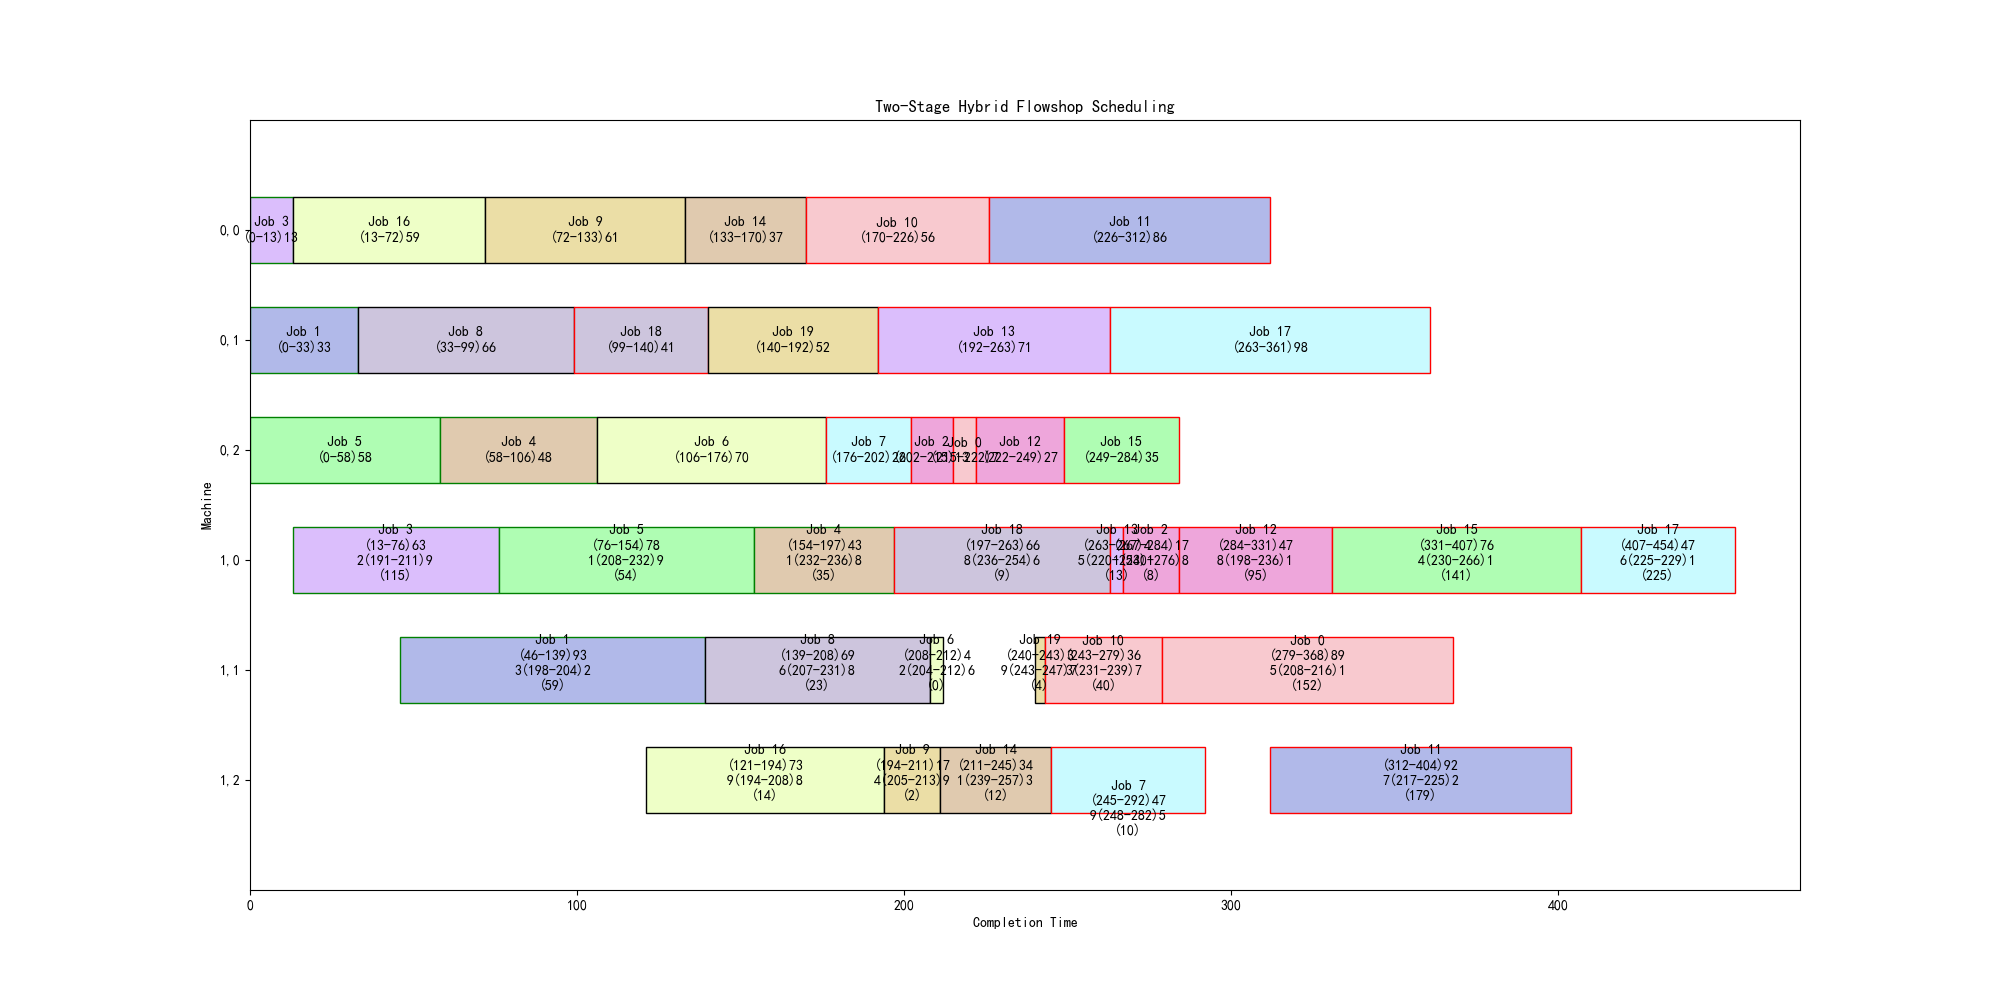 Two-Stage Hybrid Flowshop Scheduling
Machine
0,0
Job 3
(0-13)13
Job 16
(13-72)59
Job 9
(72-133)61
Job 14
(133-170)37
Job 10
(170-226)56
Job 11
(226-312)86
0,1
Job 1
(0-33)33
Job 8
(33-99)66
Job 18
(99-140)41
Job 19
(140-192)52
Job 13
(192-263)71
Job 17
(263-361)98
0,2
Job 5
(0-58)58
Job 4
(58-106)48
Job 6
(106-176)70
Job 7
(176-202)26
Job 2
(202-215)13
Job 0
(215-222)7
Job 12
(222-249)27
Job 15
(249-284)35
1,0
Job 3
(13-76)63
2(191-211)9
(115)
Job 5
(76-154)78
1(208-232)9
(54)
Job 4
(154-197)43
1(232-236)8
(35)
Job 18
(197-263)66
8(236-254)6
(9)
Job 13
(263-267)4
(13)
Job 2
(267-284)17
(8)
Job 12
(284-331)47
8(198-236)1
(95)
Job 15
(331-407)76
4(230-266)1
(141)
Job 17
(407-454)47
6(225-229)1
(225)
1,1
Job 1
(46-139)93
3(198-204)2
(59)
Job 8
(139-208)69
6(207-231)8
(23)
Job 6
(208-212)4
2(204-212)6
(0)
Job 19
(240-243)3
9(243-247)7
(4)
Job 10
(243-279)36
3(231-239)7
(40)
Job 0
(279-368)89
5(208-216)1
(152)
1,2
Job 16
(121-194)73
9(194-208)8
(14)
Job 9
(194-211)17
4(205-213)9
(2)
Job 14
(211-245)34
1(239-257)3
(12)
Job 7
(245-292)47
9(248-282)5
(10)
Job 11
(312-404)92
7(217-225)2
(179)
0
100
200
300
400
Completion Time